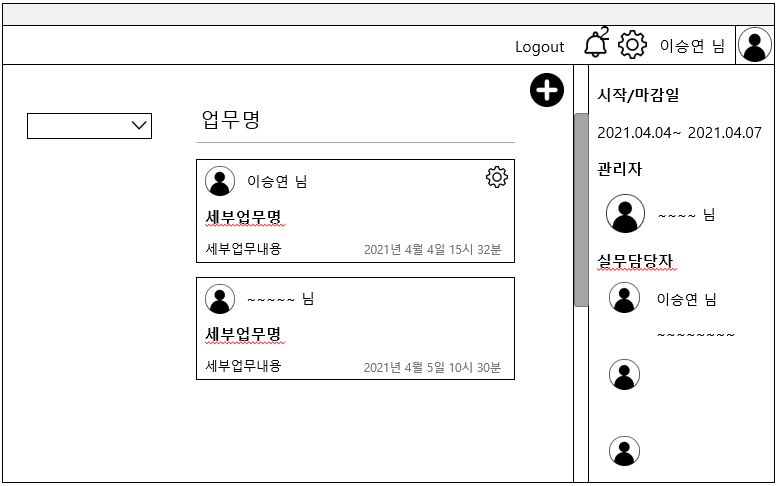 Logout 2 이승연 님
업무명
이승연 님
세부업무명
세부업무내용 2021년 4월 4일 15시 32분
~~~~~ 님
세부업무명
세부업무내용 2021년 4월 5일 10시 30분
시작/마감일
2021.04.04~ 2021.04.07
관리자
~~~~ 님
실무담당자
이승연 님
~~~~~~~~